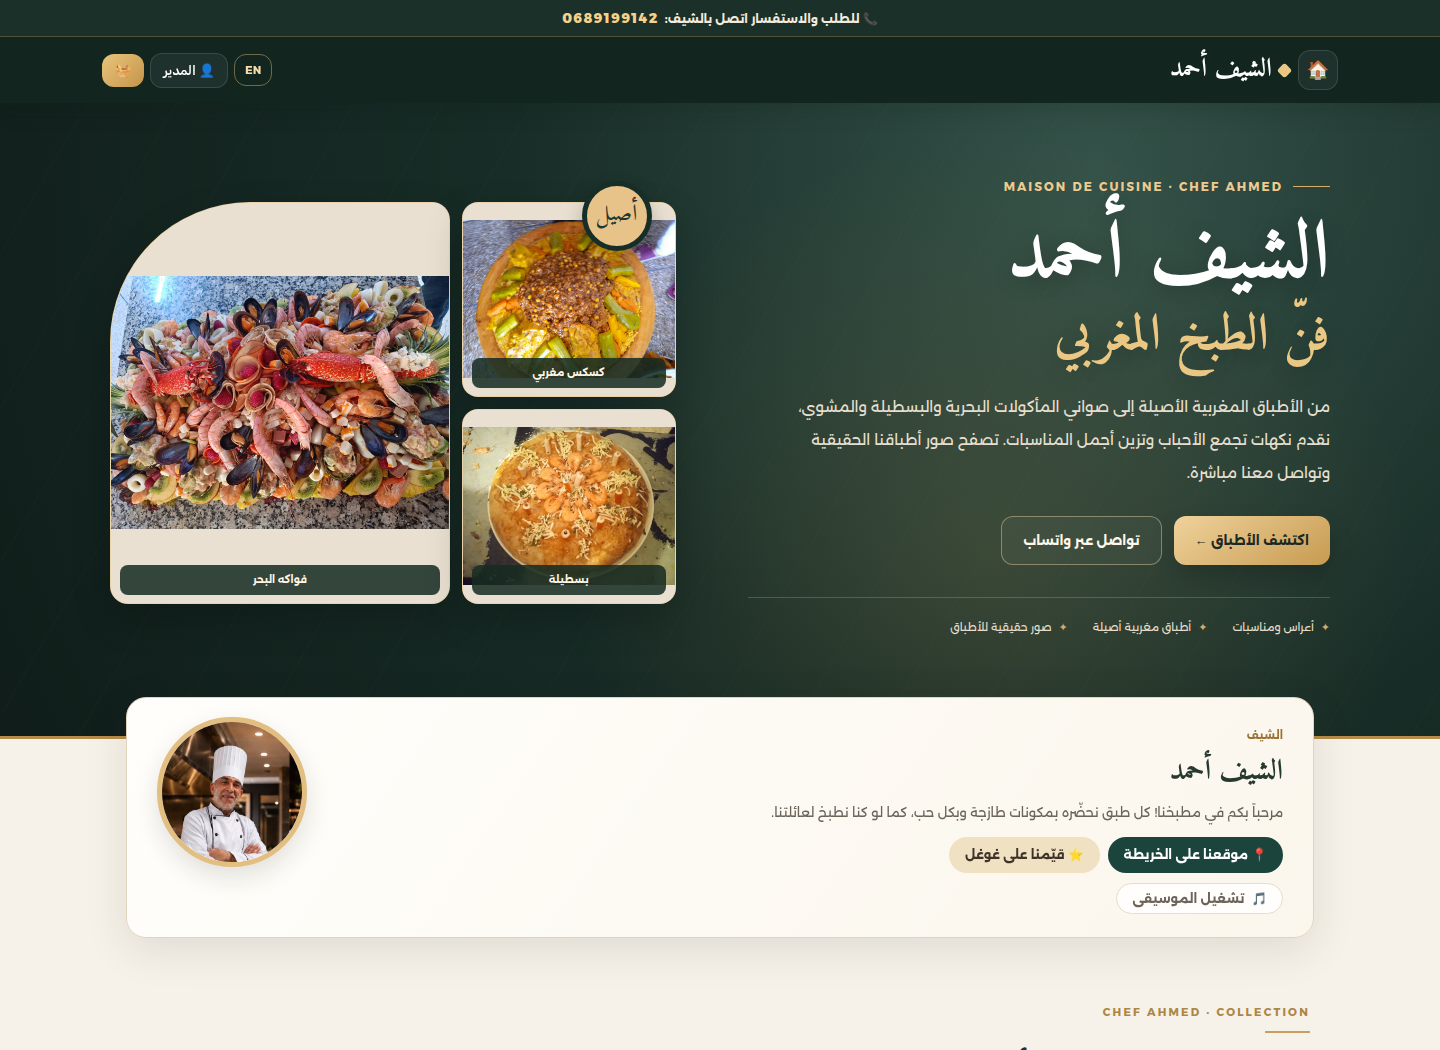 للطلب والاستفسار اتصل بالشيف: 0689199142
الشيف أحمد
EN
المدير
MAISON DE CUISINE · CHEF AHMED
الشيف أحمد
فنّ الطبخ المغربي
من الأطباق المغربية الأصيلة إلى صواني المأكولات البحرية والبسطيلة والمشوي،
نقدم نكهات تجمع الأحباب وتزين أجمل المناسبات. تصفح صور أطباقنا الحقيقية
وتواصل معنا مباشرة.
اكتشف الأطباق ←
تواصل عبر واتساب
✦ أعراس ومناسبات
✦ أطباق مغربية أصيلة
✦ صور حقيقية للأطباق
أصيل
كسكس مغربي
بسطيلة
فواكه البحر
الشيف
الشيف أحمد
مرحباً بكم في مطبخنا! كل طبق نحضّره بمكونات طازجة وبكل حب، كما لو كنا نطبخ لعائلتنا.
موقعنا على الخريطة
قيّمنا على غوغل
تشغيل الموسيقى
CHEF AHMED · COLLECTION